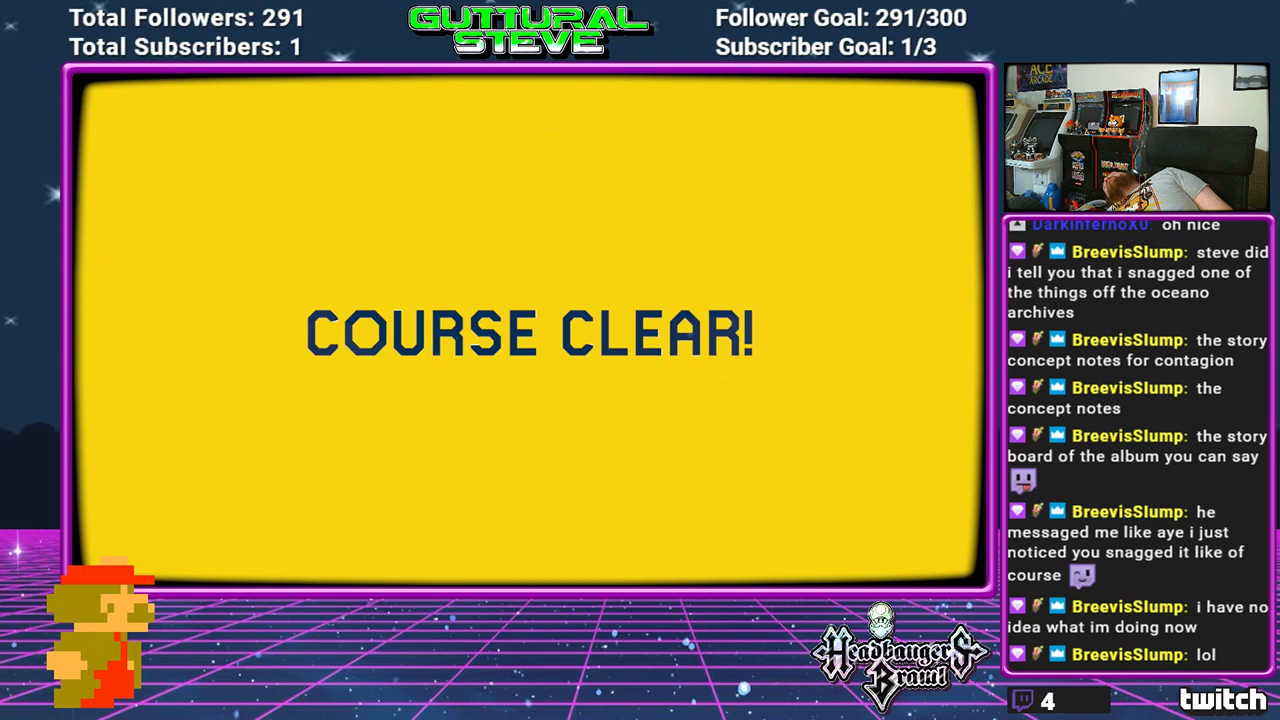 Total Followers: 291
Total Subscribers: 1
GUTTURAL
STEVE
Follower Goal: 291/300
Subscriber Goal: 1/3
COURSE CLEAR!
ACE
ARCADE
DarkInfernoXU: oh nice
BreevisSlump: steve did
i tell you that i snagged one of
the things off the oceano
archives
BreevisSlump: the story
concept notes for contagion
BreevisSlump: the
concept notes
BreevisSlump: the story
board of the album you can say
BreevisSlump: he
messaged me like aye i just
noticed you snagged it like of
course
BreevisSlump: i have no
idea what im doing now
BreevisSlump: lol
Headbangers
Brawl
4
twitch